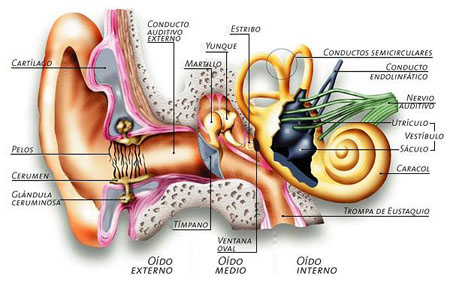 CONDUCTO
AUDITIVO
EXTERNO
ESTRIBO
YUNQUE
MARTILLO
CARTÍLAGO
CONDUCTOS SEMICIRCULARES
CONDUCTO
ENDOLINFÁTICO
NERVIO
AUDITIVO
UTRÍCULO
VESTÍBULO
SÁCULO
PELOS
CERUMEN
GLÁNDULA
CERUMINOSA
CARACOL
TÍMPANO
TROMPA DE EUSTAQUIO
VENTANA
OVAL
OÍDO
EXTERNO
OÍDO
MEDIO
OÍDO
INTERNO